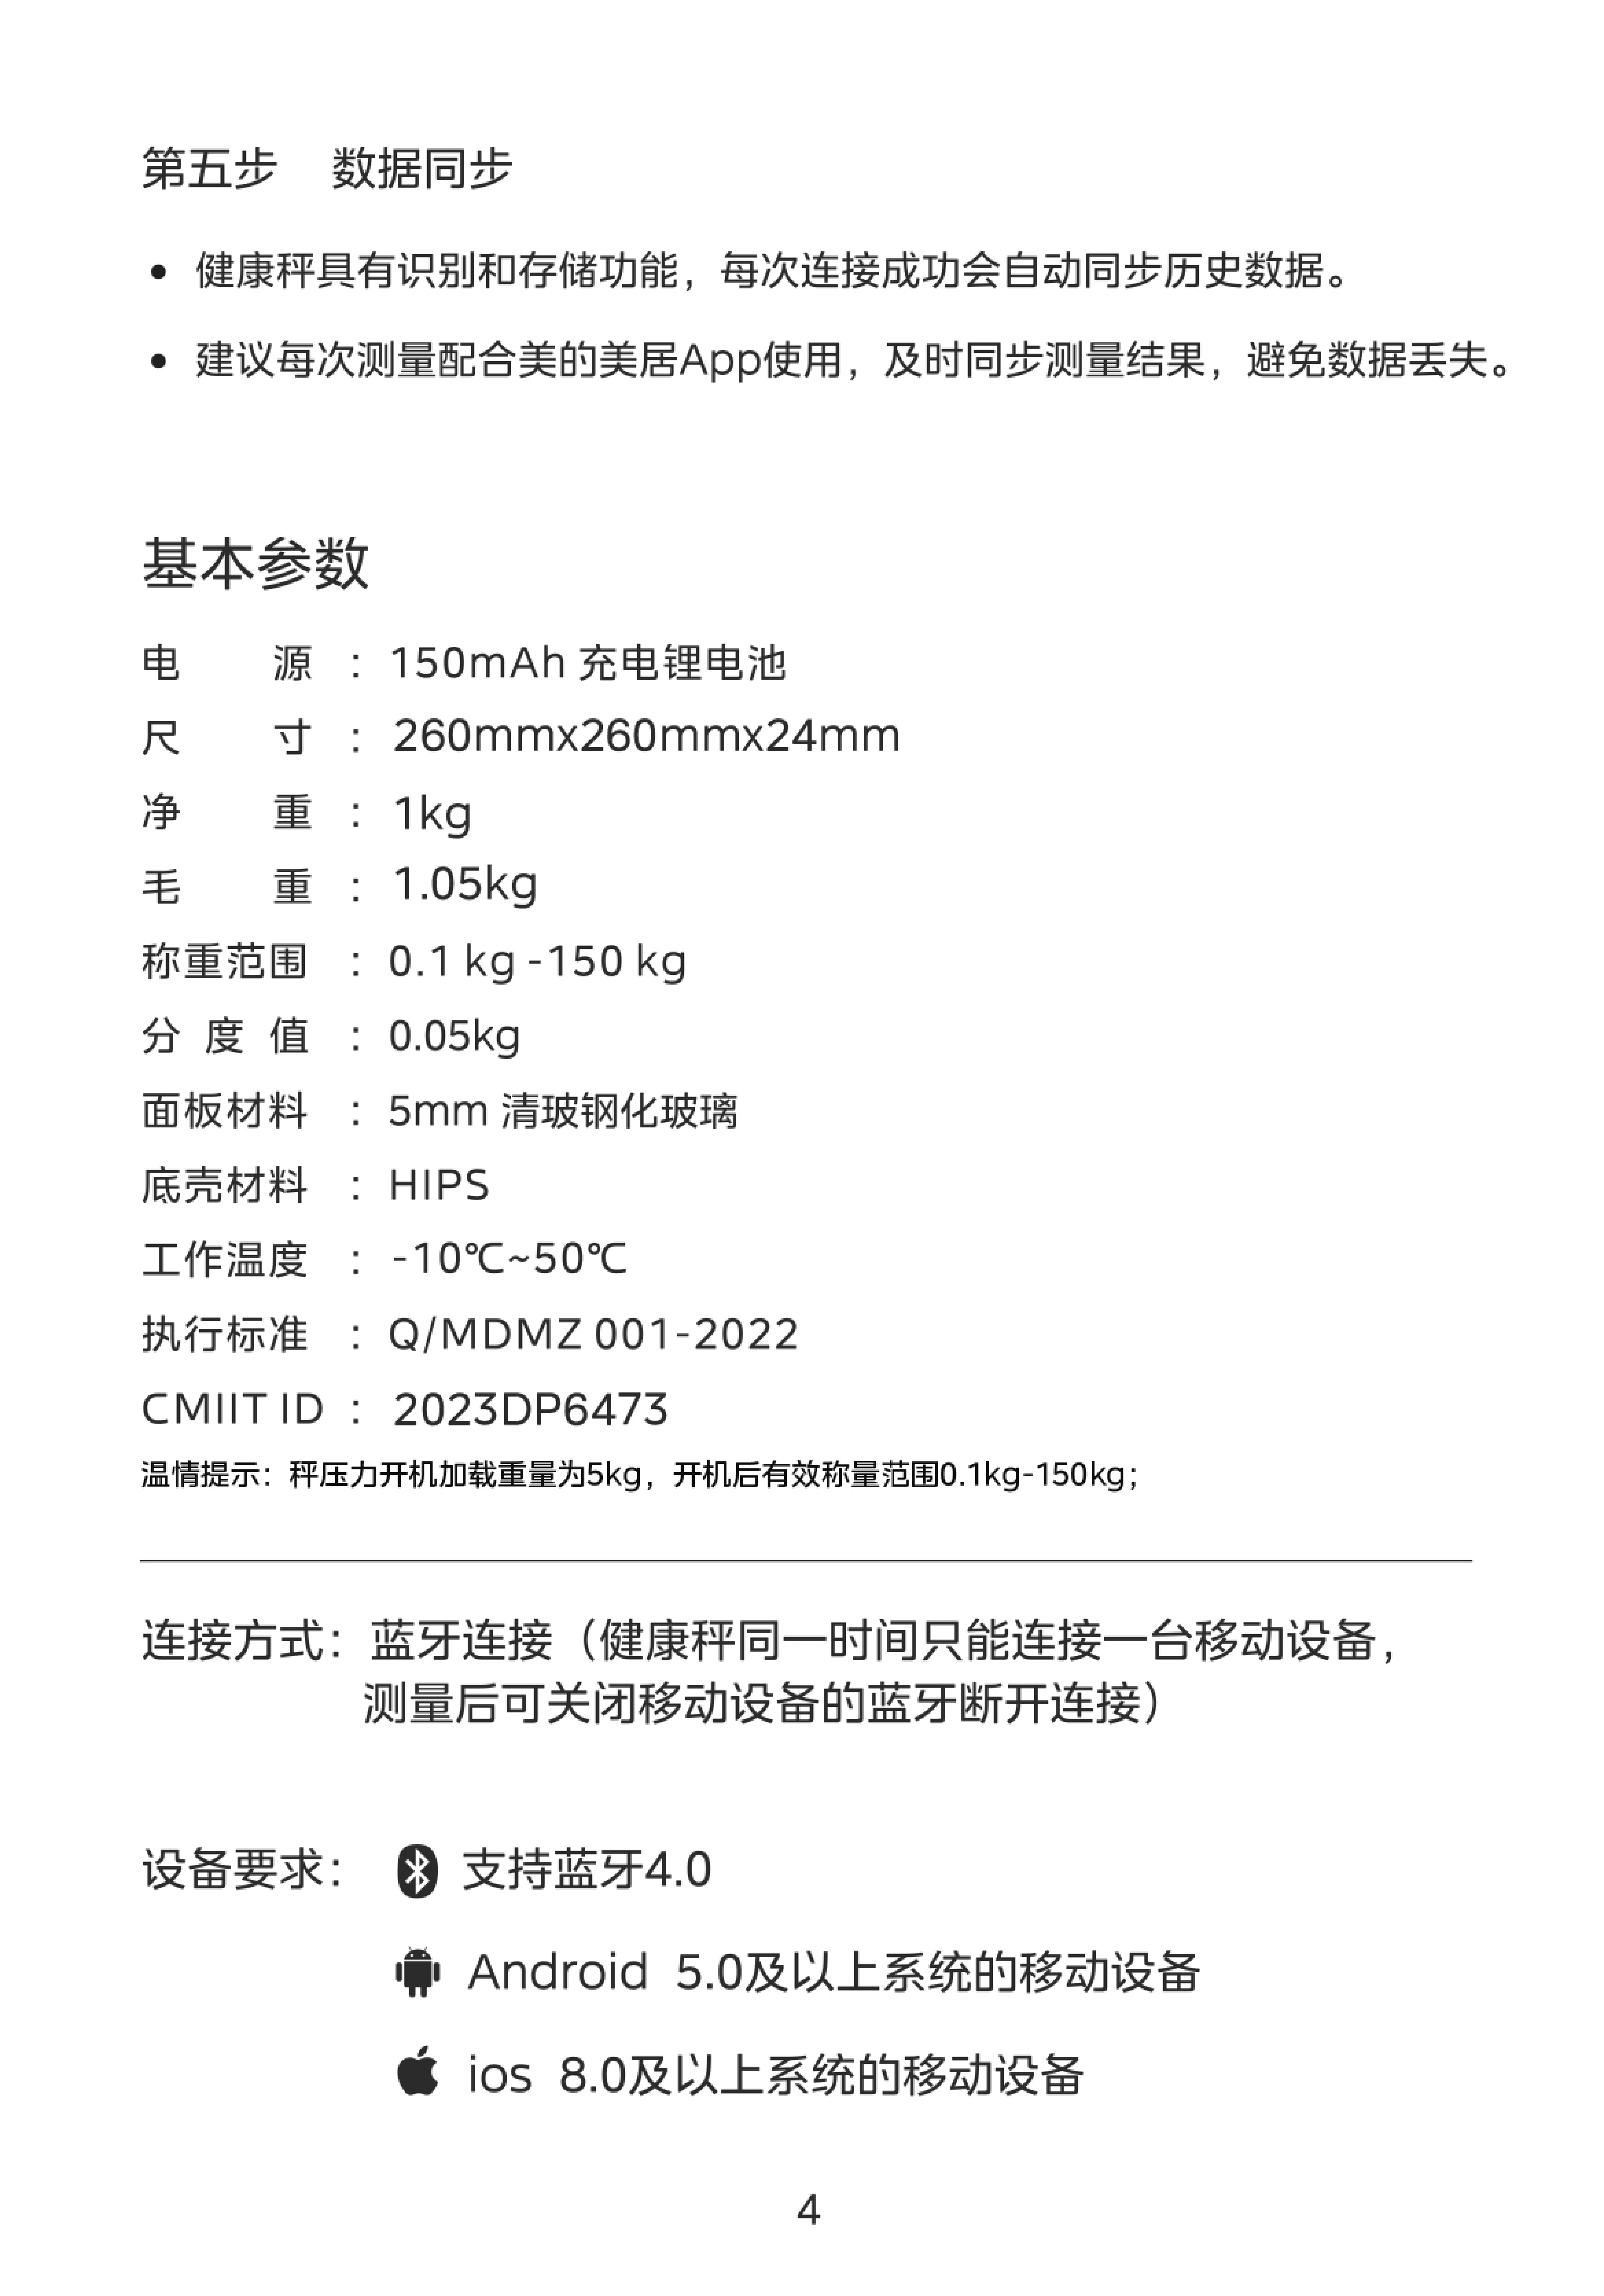 第五步 数据同步
• 健康秤具有识别和存储功能，每次连接成功会自动同步历史数据。
• 建议每次测量配合美的美居App使用，及时同步测量结果，避免数据丢失。
基本参数
电 源 ：150mAh 充电锂电池
尺 寸 ：260mmx260mmx24mm
净 重 ：1kg
毛 重 ：1.05kg
称重范围 ：0.1 kg -150 kg
分 度 值 ：0.05kg
面板材料 ：5mm 清玻钢化玻璃
底壳材料 ：HIPS
工作温度 ：-10℃~50℃
执行标准 ：Q/MDMZ 001-2022
CMIIT ID ：2023DP6473
温情提示：秤压力开机加载重量为5kg，开机后有效称量范围0.1kg-150kg；
连接方式：蓝牙连接（健康秤同一时间只能连接一台移动设备，
测量后可关闭移动设备的蓝牙断开连接）
设备要求： 支持蓝牙4.0
Android 5.0及以上系统的移动设备
ios 8.0及以上系统的移动设备
4